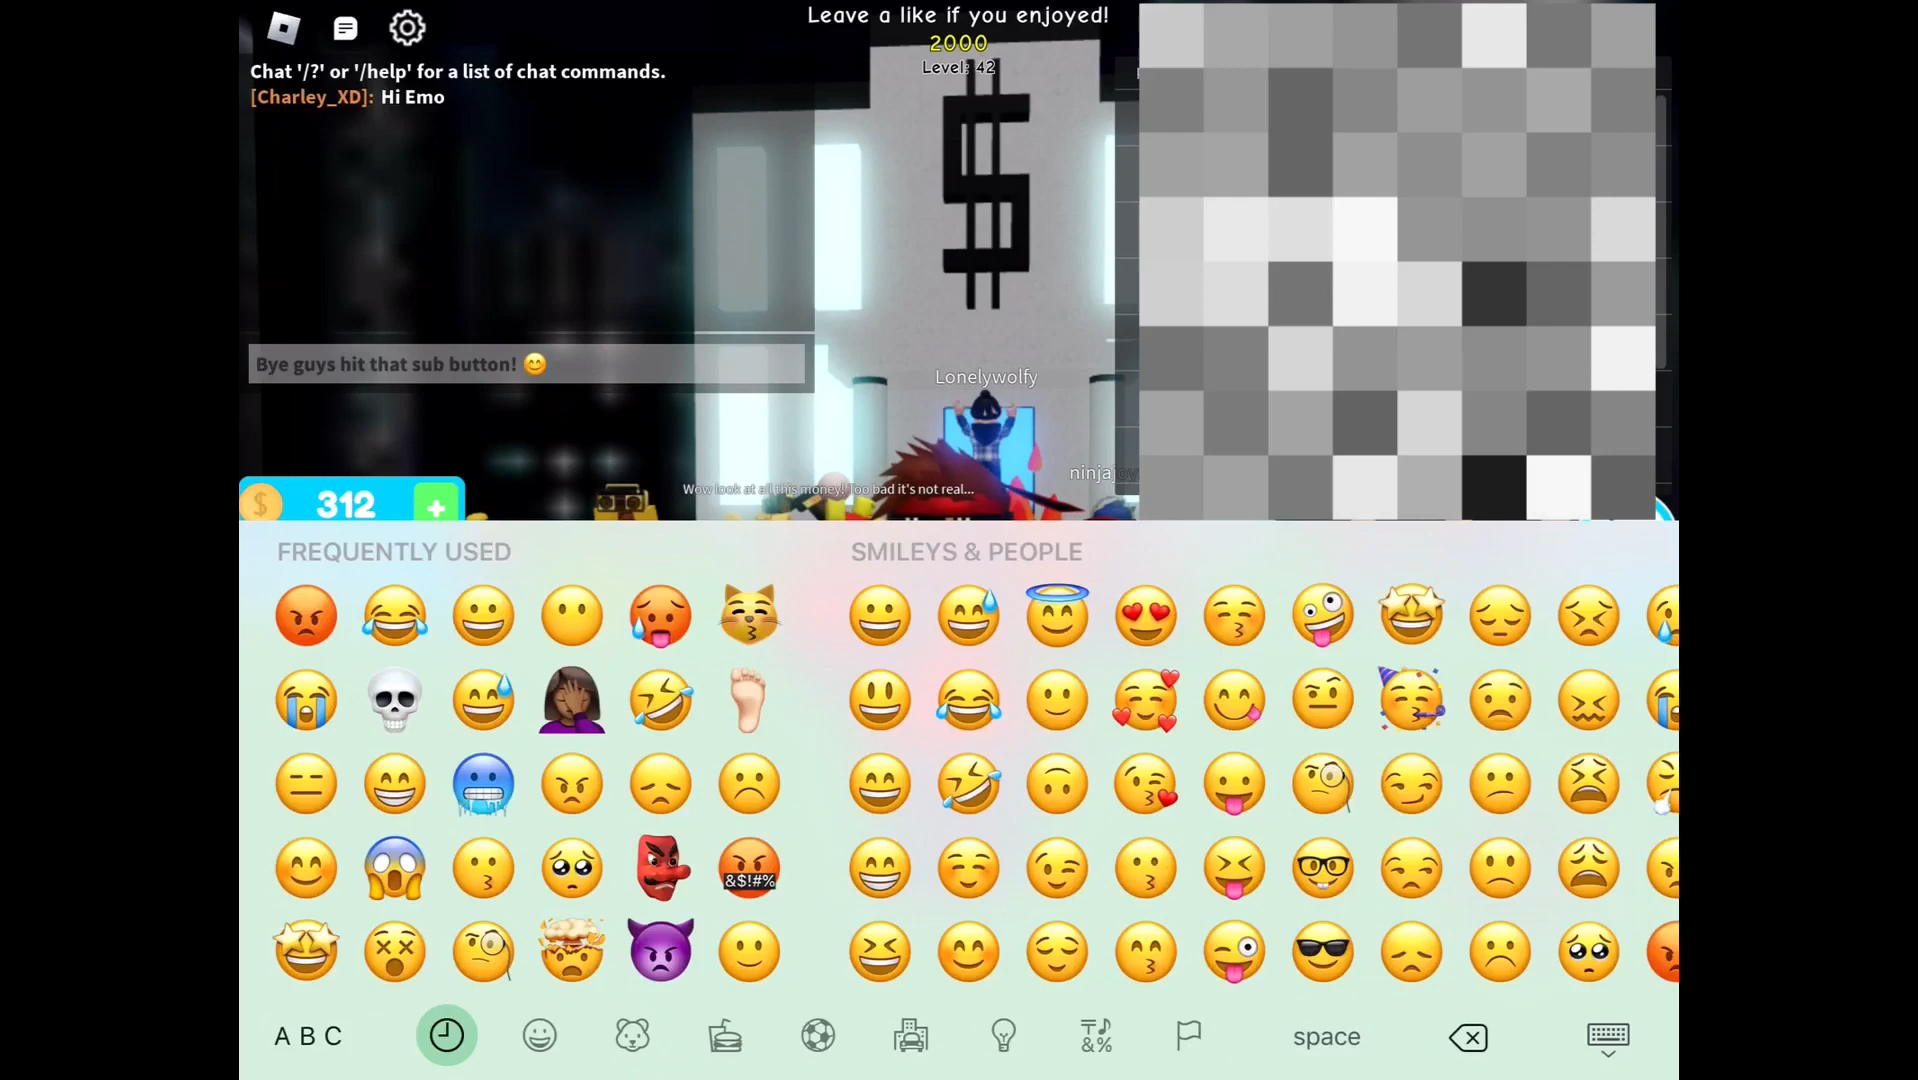 Leave a like if you enjoyed!
2000
Level: 42
Chat '/?' or '/help' for a list of chat commands.
[Charley_XD]: Hi Emo
Bye guys hit that sub button! 😊
Lonelywolfy
Wow look at all this money! Too bad it's not real...
312
FREQUENTLY USED
SMILEYS & PEOPLE
&$!#%
ABC
space